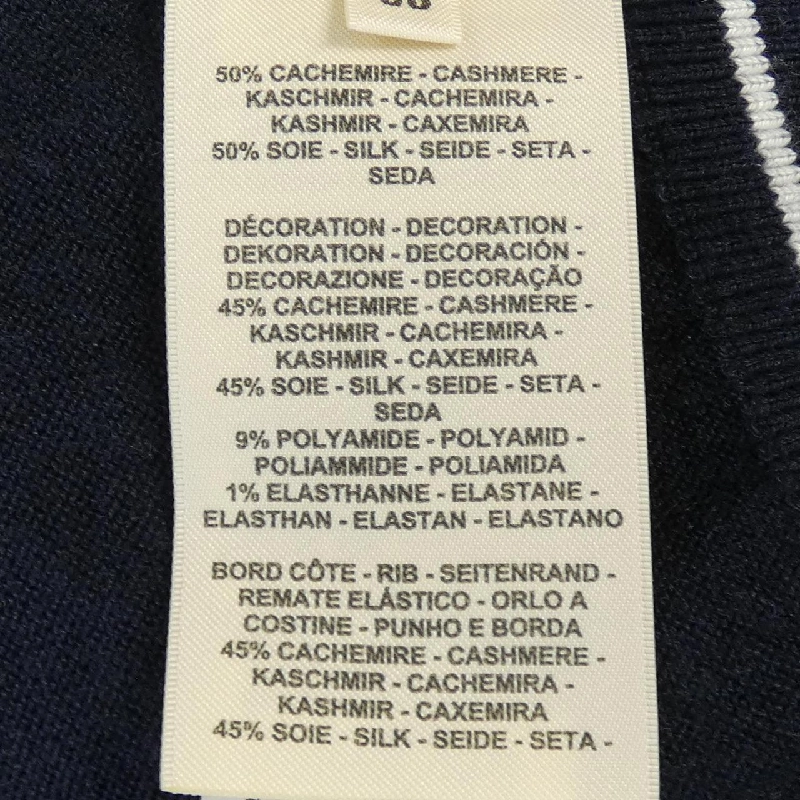 50% CACHEMIRE - CASHMERE -
KASCHMIR - CACHEMIRA -
KASHMIR - CAXEMIRA
50% SOIE - SILK - SEIDE - SETA -
SEDA
DÉCORATION - DECORATION -
DEKORATION - DECORACIÓN -
DECORAZIONE - DECORAÇÃO
45% CACHEMIRE - CASHMERE -
KASCHMIR - CACHEMIRA -
KASHMIR - CAXEMIRA
45% SOIE - SILK - SEIDE - SETA -
SEDA
9% POLYAMIDE - POLYAMID -
POLIAMMIDE - POLIAMIDA
1% ELASTHANNE - ELASTANE -
ELASTHAN - ELASTAN - ELASTANO
BORD CÔTE - RIB - SEITENRAND -
REMATE ELÁSTICO - ORLO A
COSTINE - PUNHO E BORDA
45% CACHEMIRE - CASHMERE -
KASCHMIR - CACHEMIRA -
KASHMIR - CAXEMIRA
45% SOIE - SILK - SEIDE - SETA -